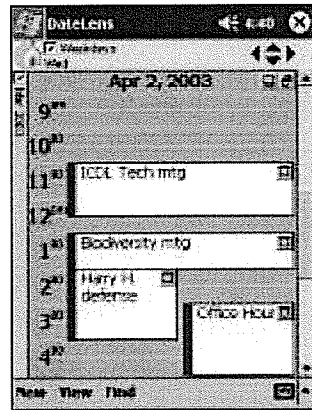 DateLens 4:40
Apr 2, 2003
9
10
11 ICDL Tech mtg
12
1 Biodiversity mtg
2 Harry H.
defense
3 Office Hour
4
New View Find